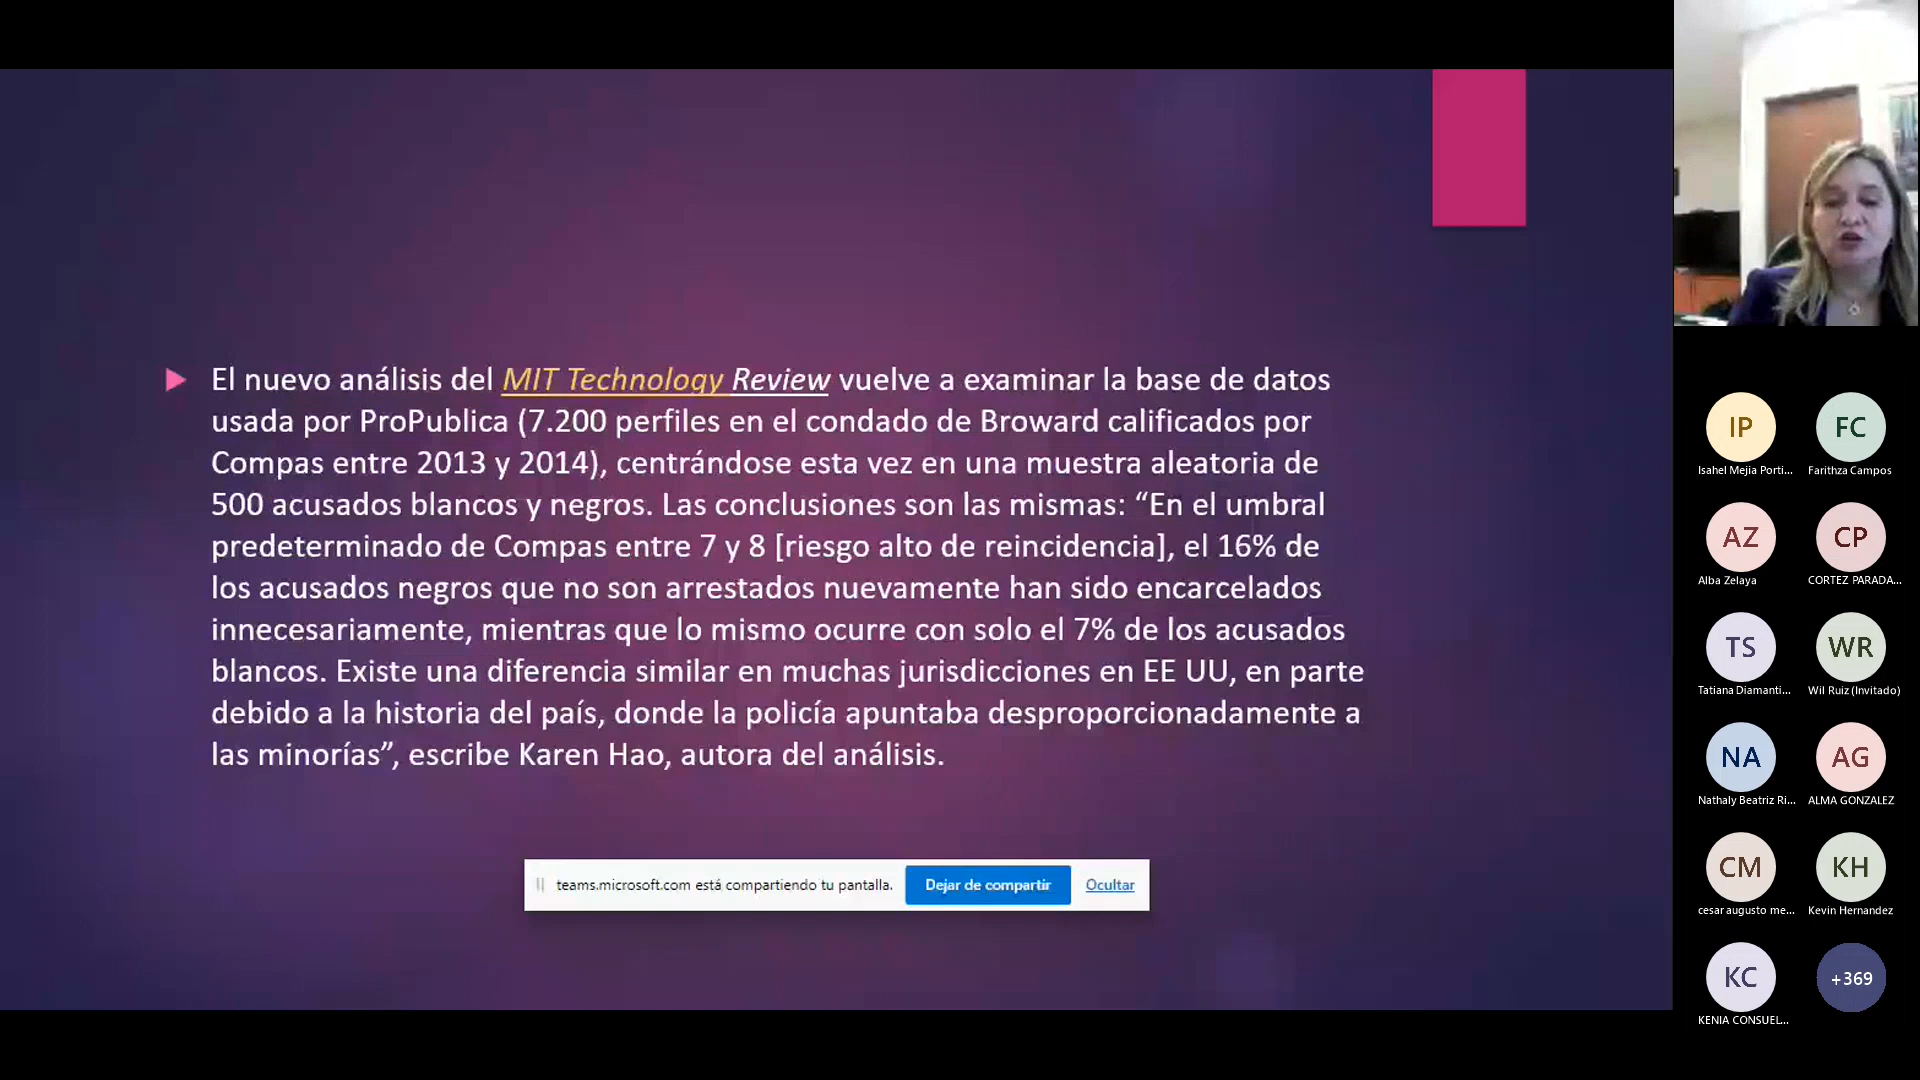 El nuevo análisis del MIT Technology Review vuelve a examinar la base de datos
usada por ProPublica (7.200 perfiles en el condado de Broward calificados por
Compas entre 2013 y 2014), centrándose esta vez en una muestra aleatoria de
500 acusados blancos y negros. Las conclusiones son las mismas: “En el umbral
predeterminado de Compas entre 7 y 8 [riesgo alto de reincidencia], el 16% de
los acusados negros que no son arrestados nuevamente han sido encarcelados
innecesariamente, mientras que lo mismo ocurre con solo el 7% de los acusados
blancos. Existe una diferencia similar en muchas jurisdicciones en EE UU, en parte
debido a la historia del país, donde la policía apuntaba desproporcionadamente a
las minorías”, escribe Karen Hao, autora del análisis.
teams.microsoft.com está compartiendo tu pantalla. Dejar de compartir Ocultar
IP FC
Isahel Mejia Porti... Farithza Campos
AZ CP
Alba Zelaya CORTEZ PARADA...
TS WR
Tatiana Diamanti... Wil Ruiz (Invitado)
NA AG
Nathaly Beatriz Ri... ALMA GONZALEZ
CM KH
cesar augusto me... Kevin Hernandez
KC +369
KENIA CONSUEL...